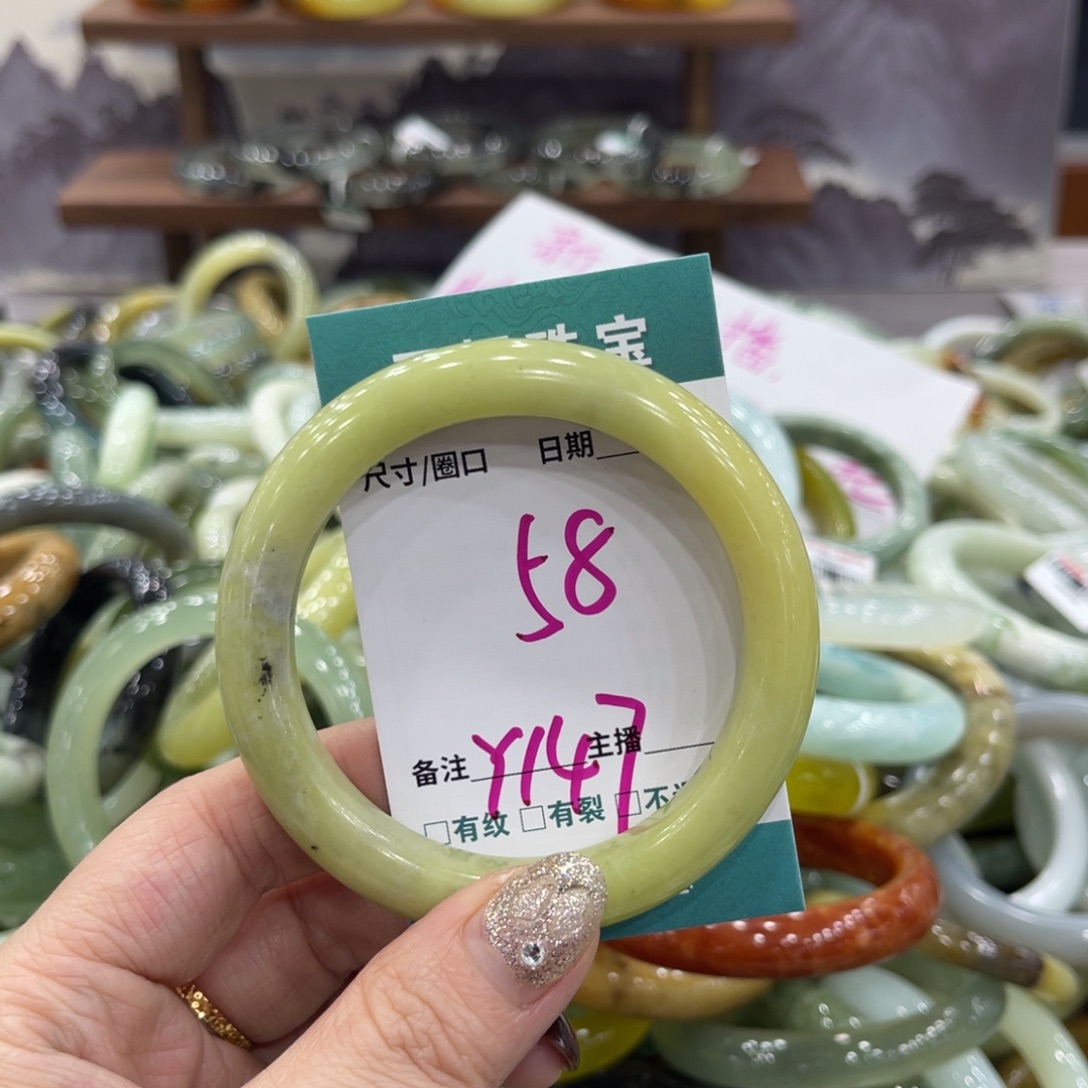 宝
尺寸/圈口 日期
58
Y147
备注 主播
□有纹 □有裂 □不